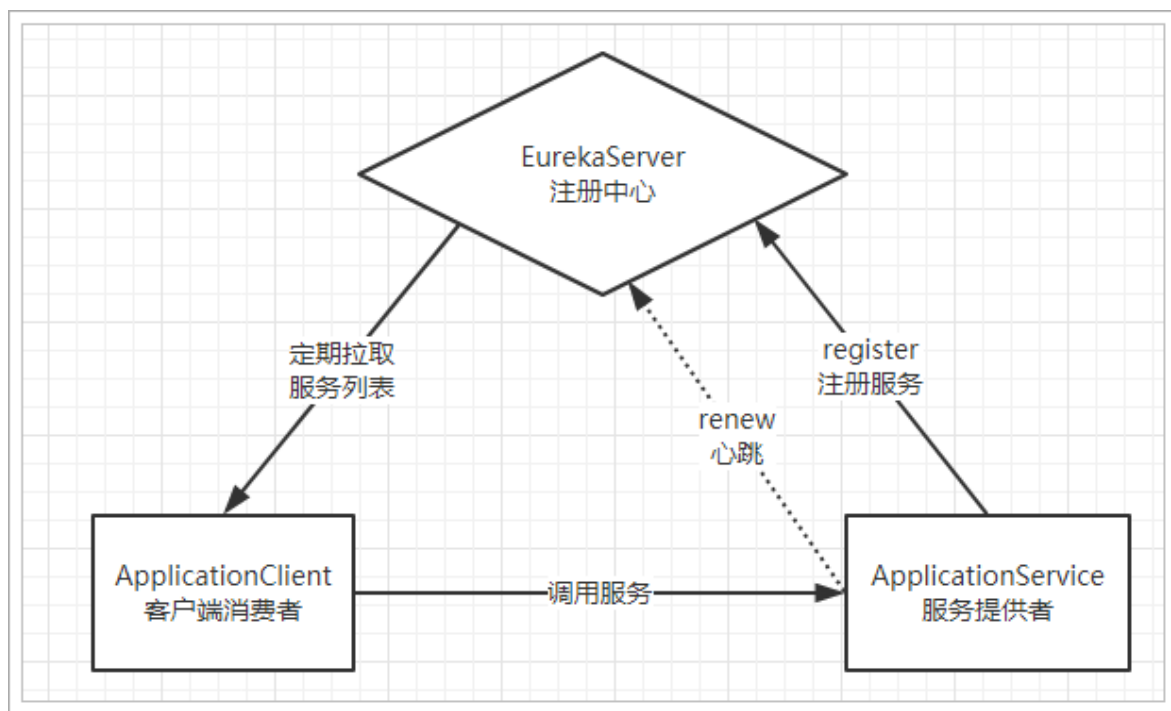 EurekaServer
注册中心
定期拉取
服务列表
register
注册服务
renew
心跳
ApplicationClient
客户端消费者
调用服务
ApplicationService
服务提供者